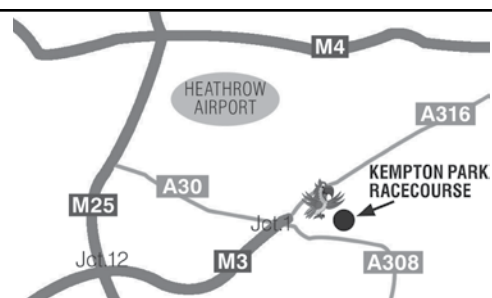 M4
HEATHROW
AIRPORT
A316
KEMPTON PARK
RACECOURSE
A30
M25
Jct.1
Jct.12
M3
A308